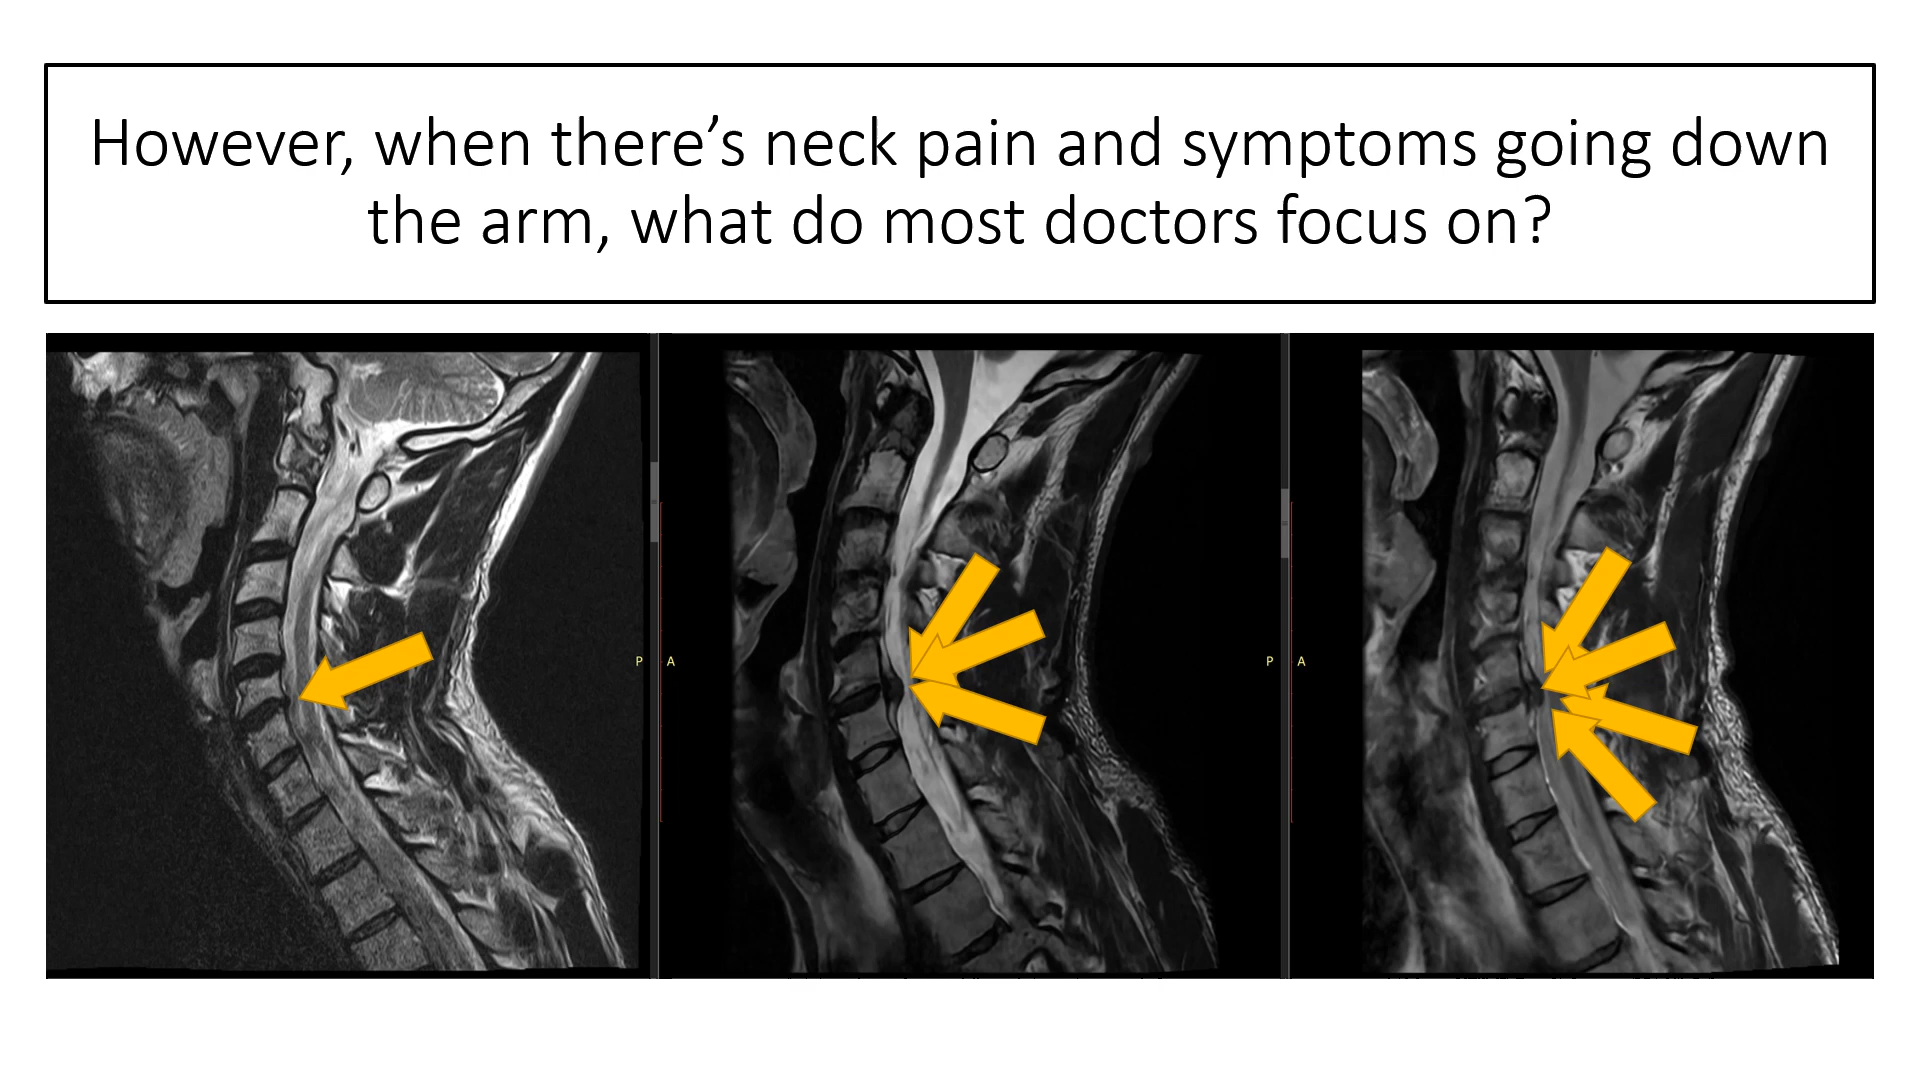 However, when there’s neck pain and symptoms going down
the arm, what do most doctors focus on?
P A
P A